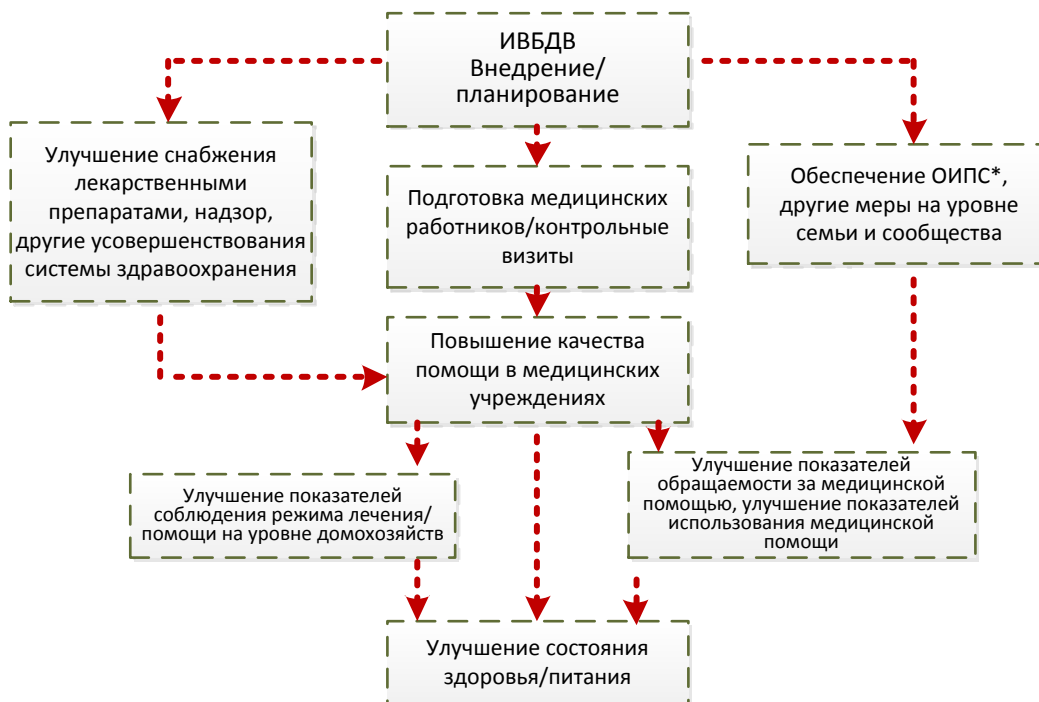 ИВБДВ
Внедрение/
планирование
Улучшение снабжения
лекарственными
препаратами, надзор,
другие усовершенствования
системы здравоохранения
Подготовка медицинских
работников/контрольные
визиты
Обеспечение ОИПС*,
другие меры на уровне
семьи и сообщества
Повышение качества
помощи в медицинских
учреждениях
Улучшение показателей
соблюдения режима лечения/
помощи на уровне домохозяйств
Улучшение показателей
обращаемости за медицинской
помощью, улучшение показателей
использования медицинской
помощи
Улучшение состояния
здоровья/питания